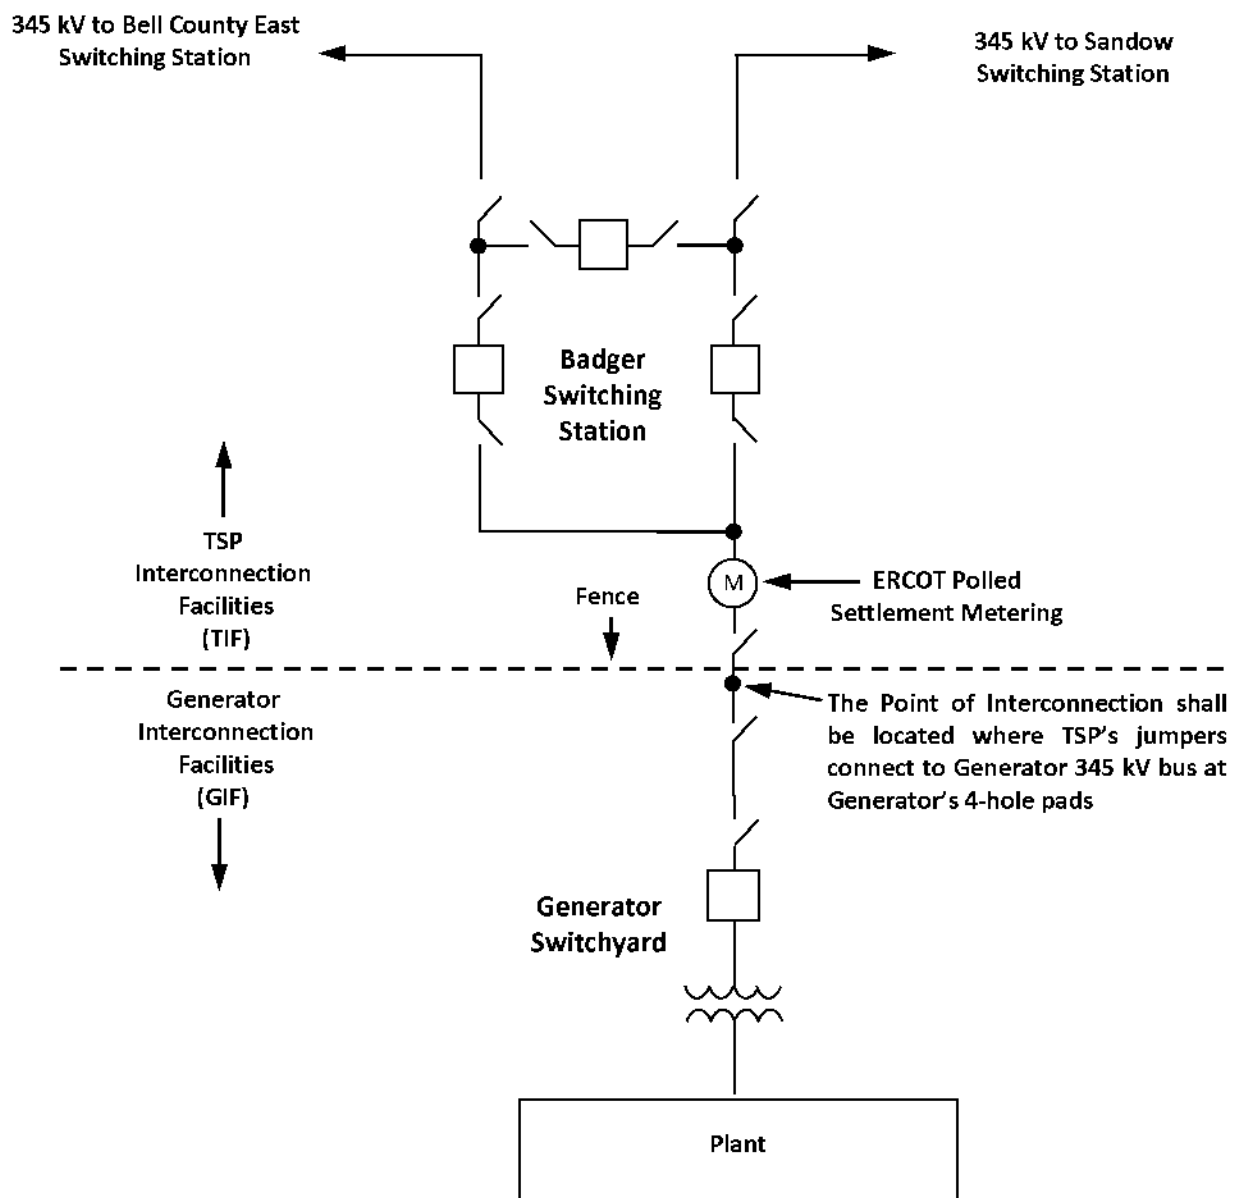 345 kV to Bell County East
Switching Station
345 kV to Sandow
Switching Station
Badger
Switching
Station
TSP
Interconnection
Facilities
(TIF)
Fence
M
ERCOT Polled
Settlement Metering
Generator
Interconnection
Facilities
(GIF)
The Point of Interconnection shall
be located where TSP's jumpers
connect to Generator 345 kV bus at
Generator's 4-hole pads
Generator
Switchyard
Plant